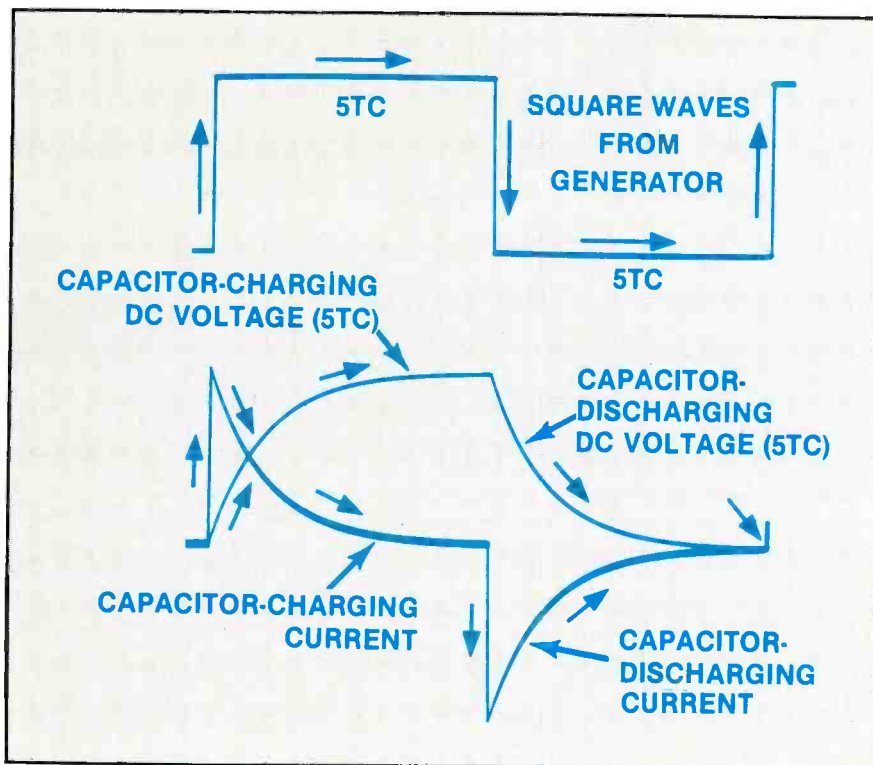 5TC
SQUARE WAVES
FROM
GENERATOR
5TC
CAPACITOR-CHARGING
DC VOLTAGE (5TC)
CAPACITOR-
DISCHARGING
DC VOLTAGE (5TC)
CAPACITOR-CHARGING
CURRENT
CAPACITOR-
DISCHARGING
CURRENT